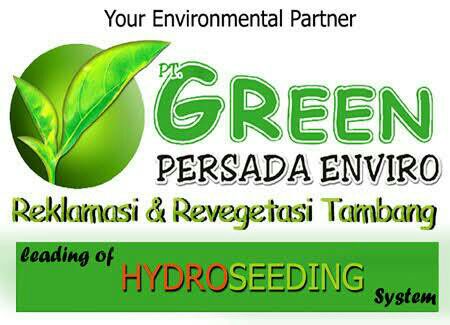 Your Environmental Partner
PT. GREEN
PERSADA ENVIRO
Reklamasi & Revegetasi Tambang
leading of
HYDROSEEDING
System